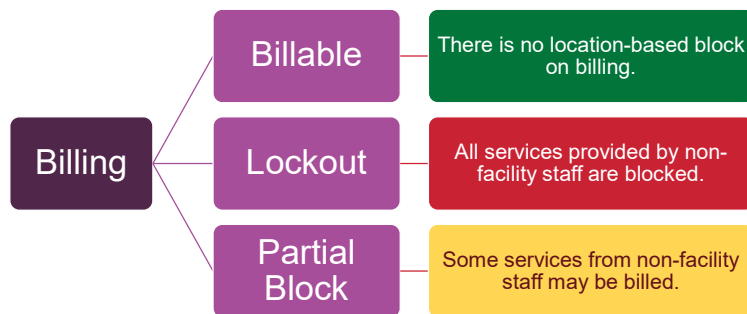 Billing
Billable
There is no location-based block
on billing.
Lockout
All services provided by non-
facility staff are blocked.
Partial
Block
Some services from non-facility
staff may be billed.